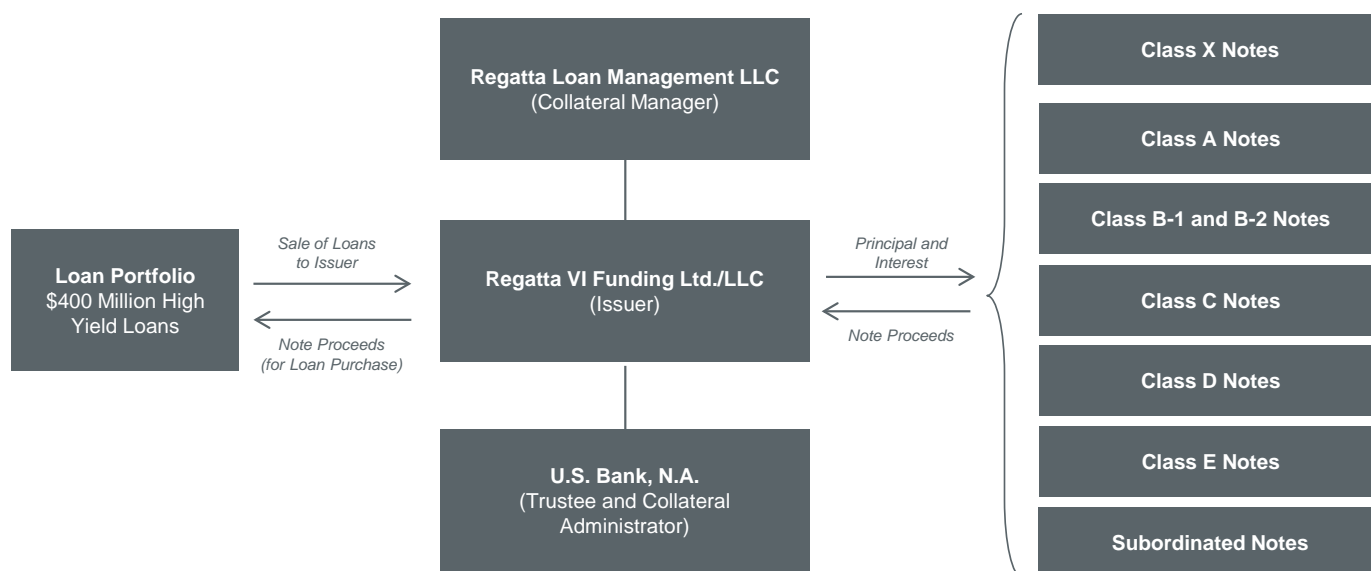 Regatta Loan Management LLC
(Collateral Manager)
Loan Portfolio
$400 Million High
Yield Loans
Sale of Loans
to Issuer
Note Proceeds
(for Loan Purchase)
Regatta VI Funding Ltd./LLC
(Issuer)
Principal and
Interest
Note Proceeds
U.S. Bank, N.A.
(Trustee and Collateral
Administrator)
Class X Notes
Class A Notes
Class B-1 and B-2 Notes
Class C Notes
Class D Notes
Class E Notes
Subordinated Notes